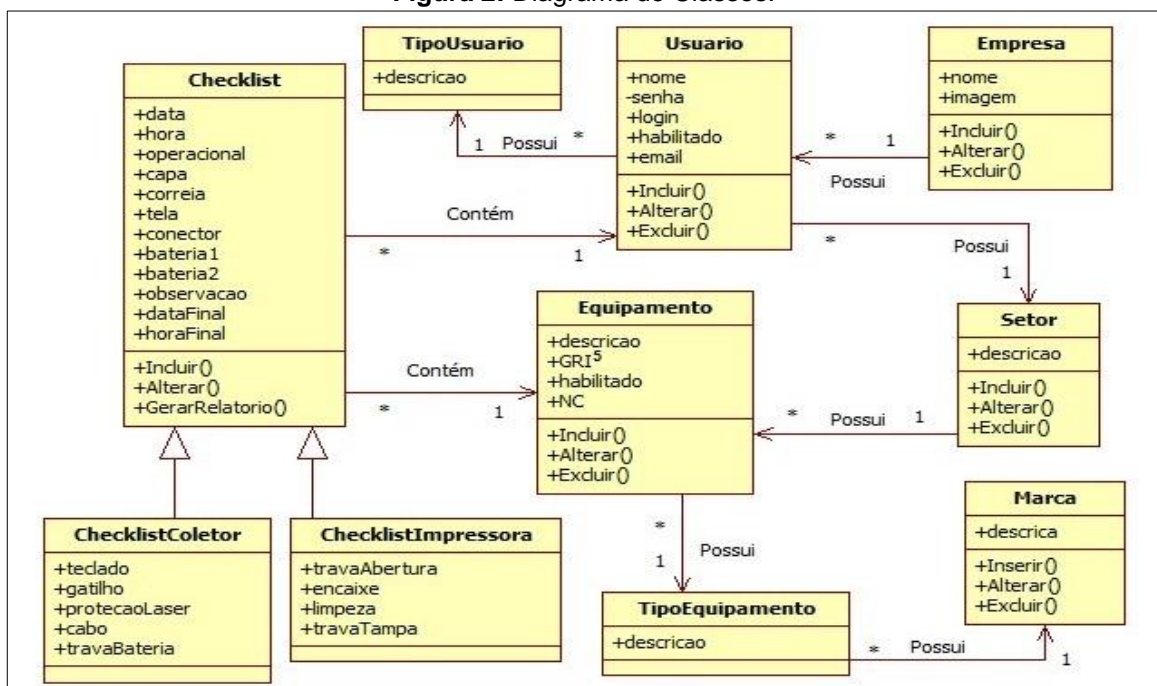 Figura 2: Diagrama de Classes.
TipoUsuario
+descricao
Usuario
+nome
-senha
+login
+habilitado
+email
+Incluir()
+Alterar()
+Excluir()
Empresa
+nome
+imagem
+Incluir()
+Alterar()
+Excluir()
Checklist
+data
+hora
+operacional
+capa
+correia
+tela
+conector
+bateria1
+bateria2
+observacao
+dataFinal
+horaFinal
+Incluir()
+Alterar()
+GerarRelatorio()
1 Possui *
* 1
Possui
Contém
* 1
* Possui
1
Equipamento
+descricao
+GRI5
+habilitado
+NC
+Incluir()
+Alterar()
+Excluir()
Setor
+descricao
+Incluir()
+Alterar()
+Excluir()
Contém
* 1
* Possui 1
ChecklistColetor
+teclado
+gatilho
+protecaoLaser
+cabo
+travaBateria
ChecklistImpressora
+travaAbertura
+encaixe
+limpeza
+travaTampa
*
1 Possui
TipoEquipamento
+descricao
Marca
+descrica
+Inserir()
+Alterar()
+Excluir()
* Possui 1